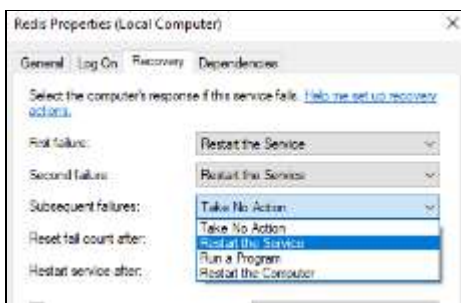 Redis Properties (Local Computer)
General Log On Recovery Dependencies
Select the computer's response if this service fails. Help me set up recovery
actions.
First failure: Restart the Service
Second failure: Restart the Service
Subsequent failures: Take No Action
Take No Action
Reset fail count after: Restart the Service
Run a Program
Restart service after: Restart the Computer